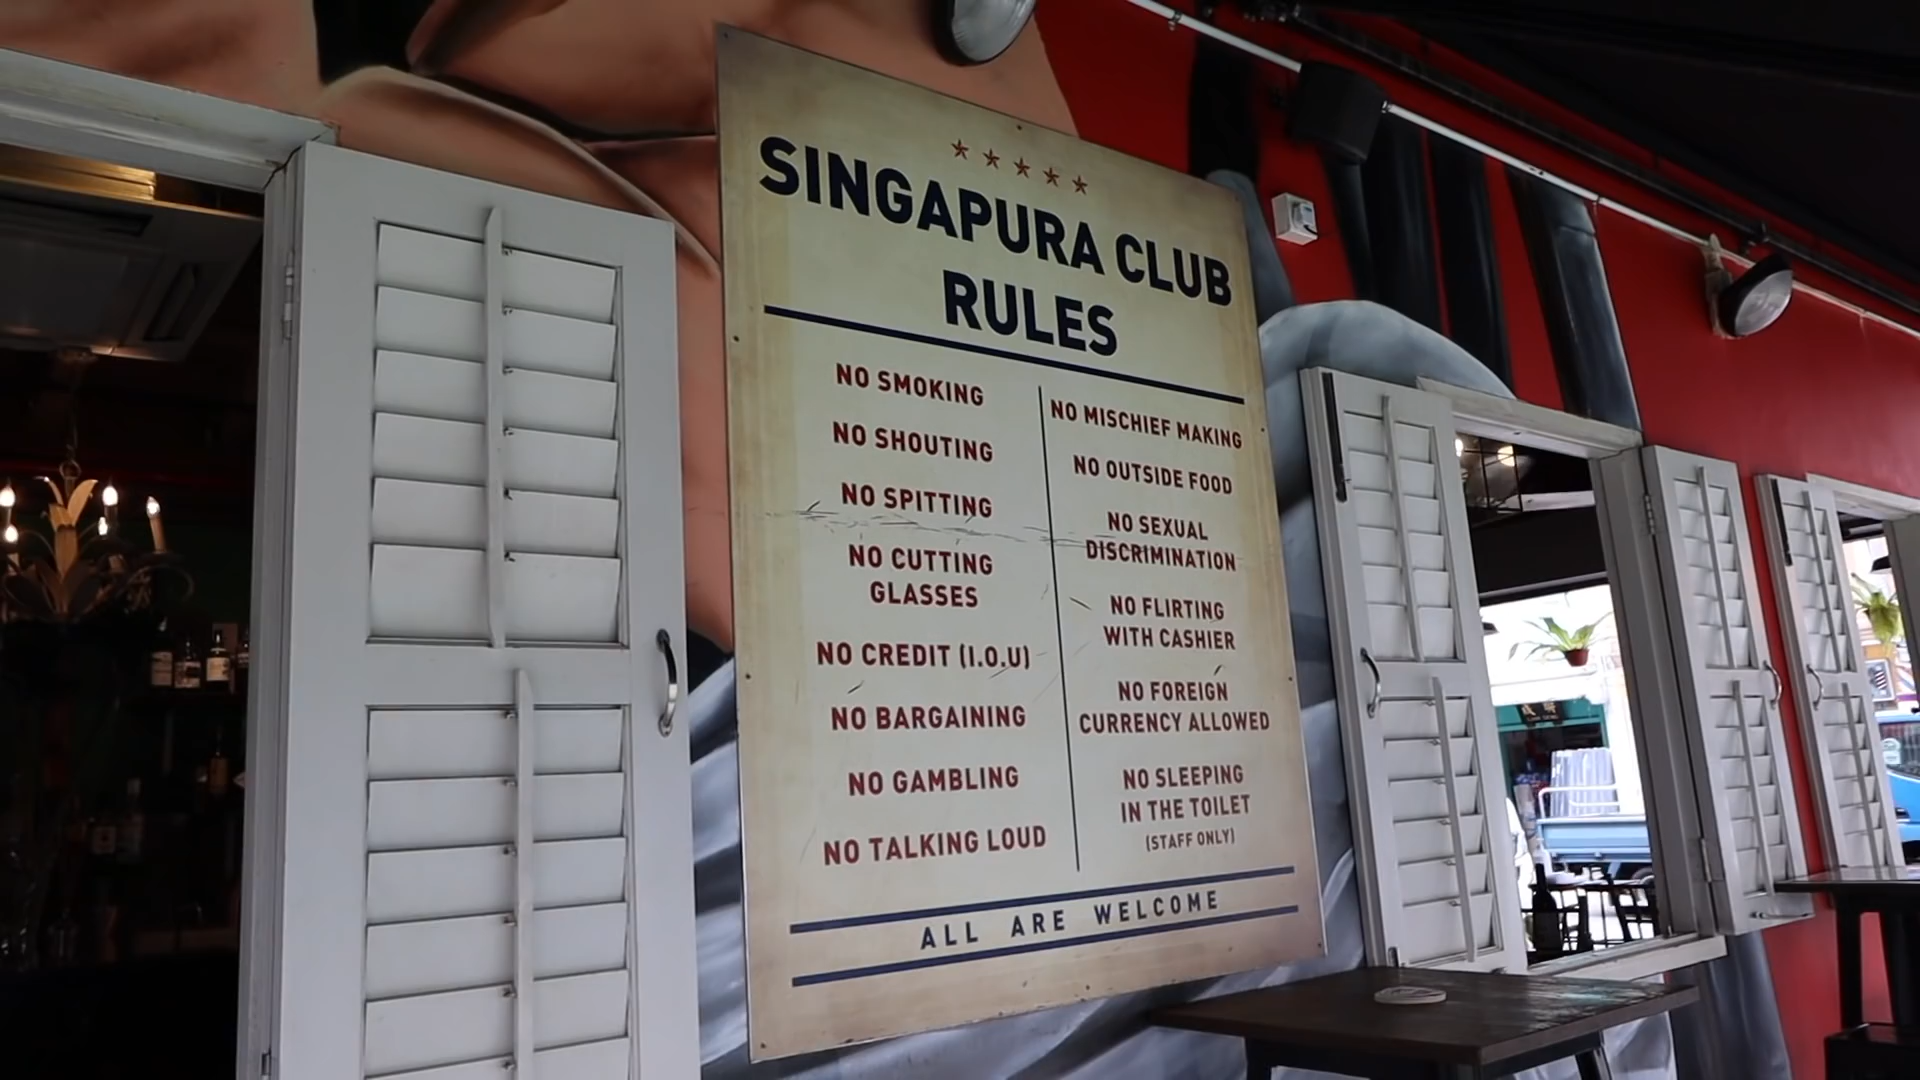 SINGAPURA CLUB
RULES
NO SMOKING
NO SHOUTING
NO SPITTING
NO CUTTING
GLASSES
NO CREDIT (I.O.U)
NO BARGAINING
NO GAMBLING
NO TALKING LOUD
NO MISCHIEF MAKING
NO OUTSIDE FOOD
NO SEXUAL
DISCRIMINATION
NO FLIRTING
WITH CASHIER
NO FOREIGN
CURRENCY ALLOWED
NO SLEEPING
IN THE TOILET
(STAFF ONLY)
ALL ARE WELCOME